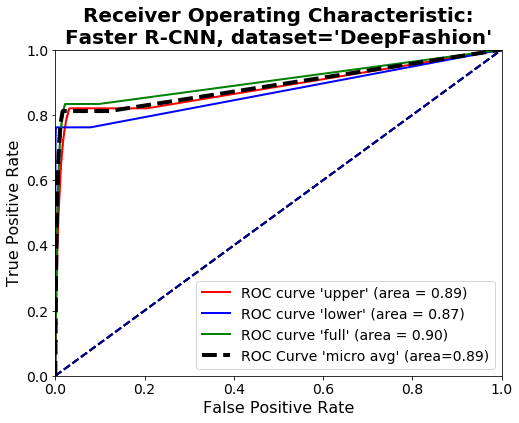 Receiver Operating Characteristic:
Faster R-CNN, dataset='DeepFashion'
1.0
0.8
0.6
0.4
0.2
0.0
True Positive Rate
ROC curve 'upper' (area = 0.89)
ROC curve 'lower' (area = 0.87)
ROC curve 'full' (area = 0.90)
ROC Curve 'micro avg' (area=0.89)
0.0 0.2 0.4 0.6 0.8 1.0
False Positive Rate